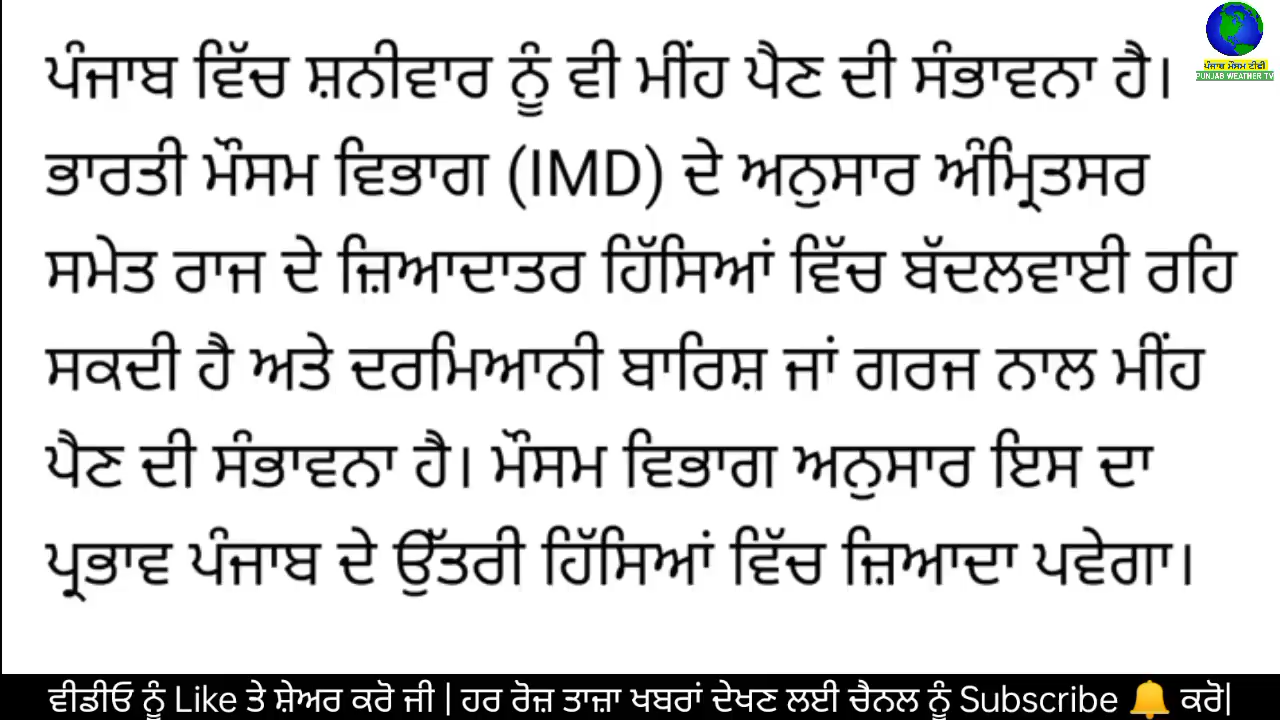 ਪੰਜਾਬ ਵਿੱਚ ਸ਼ਨੀਵਾਰ ਨੂੰ ਵੀ ਮੀਂਹ ਪੈਣ ਦੀ ਸੰਭਾਵਨਾ ਹੈ।
ਪੰਜਾਬ ਮੌਸਮ ਟੀਵੀ
PUNJAB WEATHER TV
ਭਾਰਤੀ ਮੌਸਮ ਵਿਭਾਗ (IMD) ਦੇ ਅਨੁਸਾਰ ਅੰਮ੍ਰਿਤਸਰ
ਸਮੇਤ ਰਾਜ ਦੇ ਜ਼ਿਆਦਾਤਰ ਹਿੱਸਿਆਂ ਵਿੱਚ ਬੱਦਲਵਾਈ ਰਹਿ
ਸਕਦੀ ਹੈ ਅਤੇ ਦਰਮਿਆਨੀ ਬਾਰਿਸ਼ ਜਾਂ ਗਰਜ ਨਾਲ ਮੀਂਹ
ਪੈਣ ਦੀ ਸੰਭਾਵਨਾ ਹੈ। ਮੌਸਮ ਵਿਭਾਗ ਅਨੁਸਾਰ ਇਸ ਦਾ
ਪ੍ਰਭਾਵ ਪੰਜਾਬ ਦੇ ਉੱਤਰੀ ਹਿੱਸਿਆਂ ਵਿੱਚ ਜ਼ਿਆਦਾ ਪਵੇਗਾ।
ਵੀਡੀਓ ਨੂੰ Like ਤੇ ਸ਼ੇਅਰ ਕਰੋ ਜੀ | ਹਰ ਰੋਜ਼ ਤਾਜ਼ਾ ਖਬਰਾਂ ਦੇਖਣ ਲਈ ਚੈਨਲ ਨੂੰ Subscribe 🔔 ਕਰੋ|